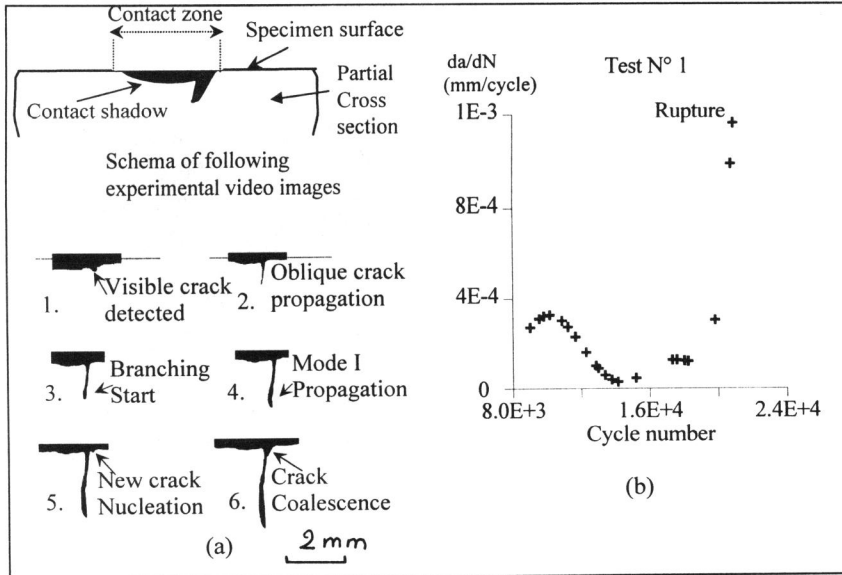 Contact zone
Specimen surface
Contact shadow
Partial
Cross
section
Schema of following
experimental video images
1.
Visible crack
detected
2.
Oblique crack
propagation
3.
Branching
Start
4.
Mode I
Propagation
5.
New crack
Nucleation
6.
Crack
Coalescence
(a)
2 mm
da/dN
(mm/cycle)
Test N° 1
Rupture
1E-3
8E-4
4E-4
0
8.0E+3
1.6E+4
2.4E+4
Cycle number
(b)